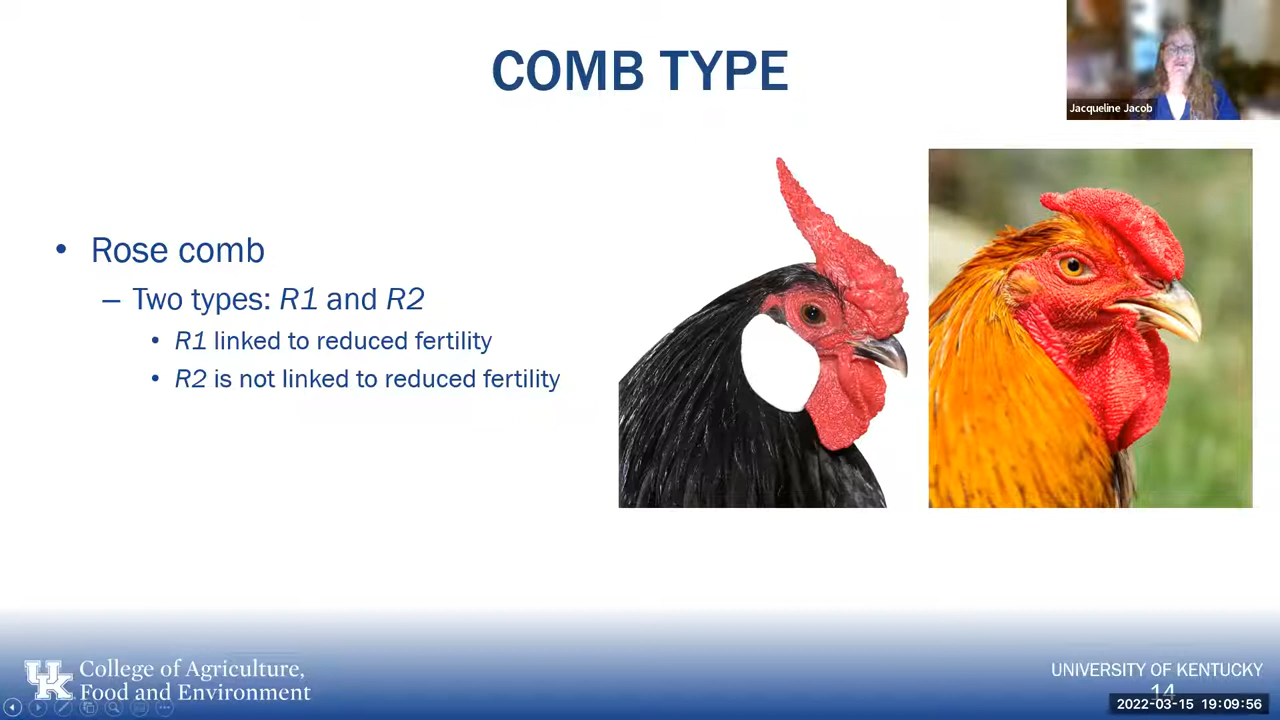 COMB TYPE
Jacqueline Jacob
• Rose comb
– Two types: R1 and R2
• R1 linked to reduced fertility
• R2 is not linked to reduced fertility
UK College of Agriculture,
Food and Environment
UNIVERSITY OF KENTUCKY
14
2022-03-15 19:09:56